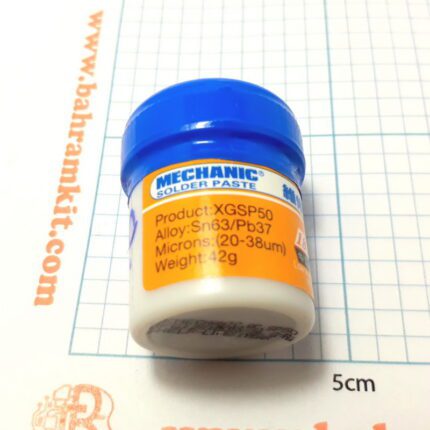 www.bahramkit.com
MECHANIC®
SOLDER PASTE
Product:XGSP50
Alloy:Sn63/Pb37
Microns:(20-38um)
Weight:42g
5cm